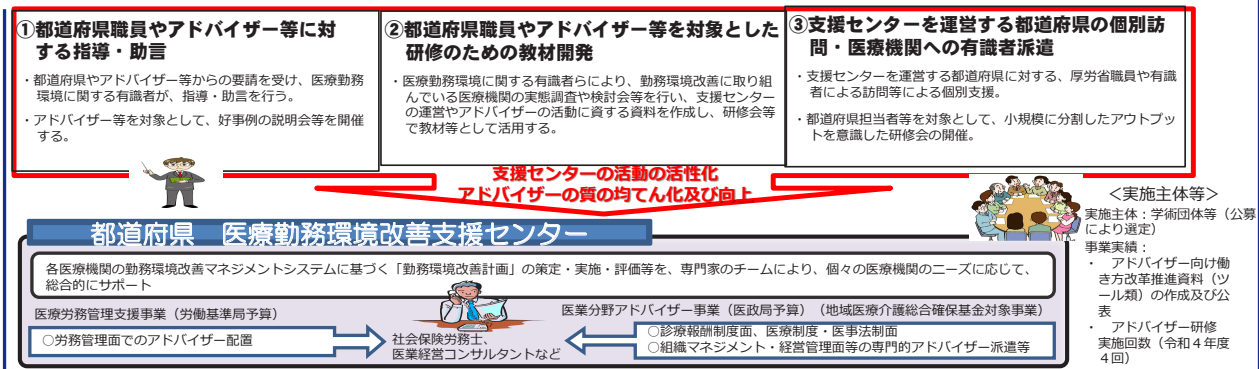 ①都道府県職員やアドバイザー等に対
する指導・助言
・都道府県やアドバイザー等からの要請を受け、医療勤務
環境に関する有識者が、指導・助言を行う。
・アドバイザー等を対象として、好事例の説明会等を開催
する。
②都道府県職員やアドバイザー等を対象とした
研修のための教材開発
・医療勤務環境に関する有識者らにより、勤務環境改善に取り組
んでいる医療機関の実態調査や検討会等を行い、支援センター
の運営やアドバイザーの活動に資する資料を作成し、研修会等
で教材等として活用する。
③支援センターを運営する都道府県の個別訪
問・医療機関への有識者派遣
・支援センターを運営する都道府県に対する、厚労省職員や有識
者による訪問等による個別支援。
・都道府県担当者等を対象として、小規模に分割したアウトプッ
トを意識した研修会の開催。
支援センターの活動の活性化
アドバイザーの質の均てん化及び向上
都道府県 医療勤務環境改善支援センター
各医療機関の勤務環境改善マネジメントシステムに基づく「勤務環境改善計画」の策定・実施・評価等を、専門家のチームにより、個々の医療機関のニーズに応じて、
総合的にサポート
医療労務管理支援事業（労働基準局予算）
○労務管理面でのアドバイザー配置
社会保険労務士、
医業経営コンサルタントなど
医業分野アドバイザー事業（医政局予算）（地域医療介護総合確保基金対象事業）
○診療報酬制度面、医療制度・医事法制面
○組織マネジメント・経営管理面等の専門的アドバイザー派遣等
＜実施主体等＞
実施主体：学術団体等（公募
により選定）
事業実績：
・ アドバイザー向け働
き方改革推進資料（ツ
ール類）の作成及び公
表
・ アドバイザー研修
実施回数（令和４年度
４回）